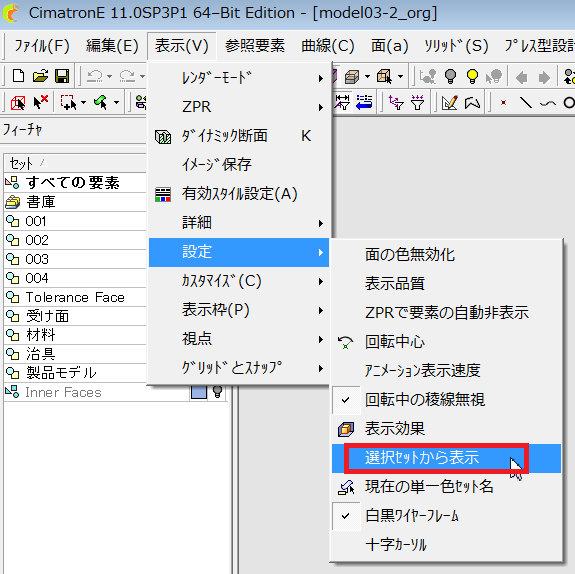 CimatronE 11.0SP3P1 64-Bit Edition - [model03-2_org]
ﾌｧｲﾙ(F) 編集(E) 表示(V) 参照要素 曲線(C) 面(a) ｿﾘｯﾄﾞ(S) ﾌﾟﾚｽ型設計
ﾌｨｰﾁｬ
ｾｯﾄ
すべての要素
書庫
001
002
003
004
Tolerance Face
受け面
材料
治具
製品モデル
Inner Faces
ﾚﾝﾀﾞｰﾓｰﾄﾞ
ZPR
ﾀﾞｲﾅﾐｯｸ断面 K
ｲﾒｰｼﾞ保存
有効ｽﾀｲﾙ設定(A)
詳細
設定
ｶｽﾀﾏｲｽﾞ(C)
表示枠(P)
視点
ｸﾞﾘｯﾄﾞとｽﾅｯﾌﾟ
面の色無効化
表示品質
ZPRで要素の自動非表示
回転中心
ｱﾆﾒｰｼｮﾝ表示速度
回転中の稜線無視
表示効果
選択ｾｯﾄから表示
現在の単一色ｾｯﾄ名
白黒ﾜｲﾔｰﾌﾚｰﾑ
十字ｶｰｿﾙ